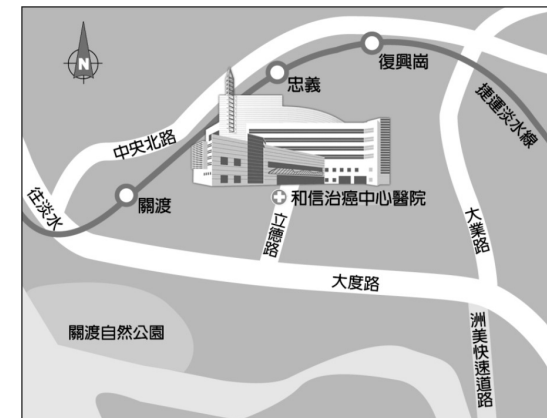 N
復興崗
忠義
捷運淡水線
中央北路
關渡
和信治癌中心醫院
往淡水
立德路
大業路
大度路
關渡自然公園
洲美快速道路